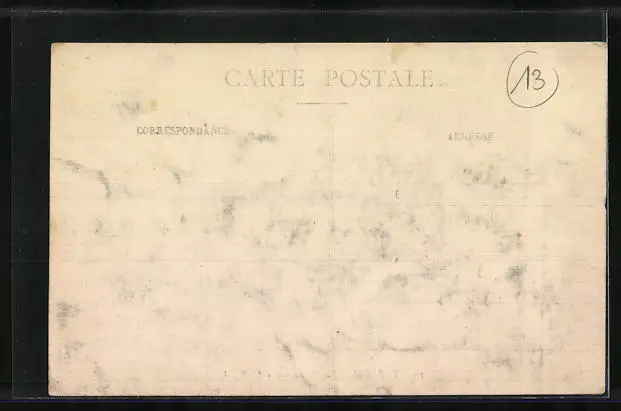 CARTE POSTALE.
13
CORRESPONDANCE
ADRESSE